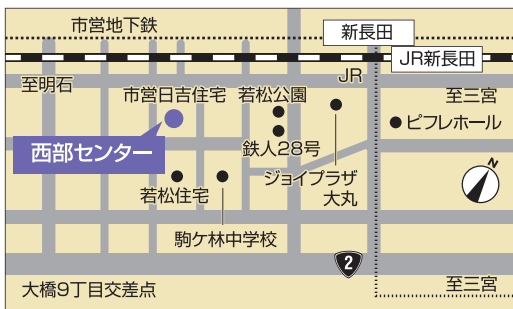 市営地下鉄
新長田
JR新長田
JR
至明石
市営日吉住宅
若松公園
至三宮
ピフレホール
西部センター
鉄人28号
ジョイプラザ
大丸
N
若松住宅
駒ケ林中学校
2
大橋9丁目交差点
至三宮